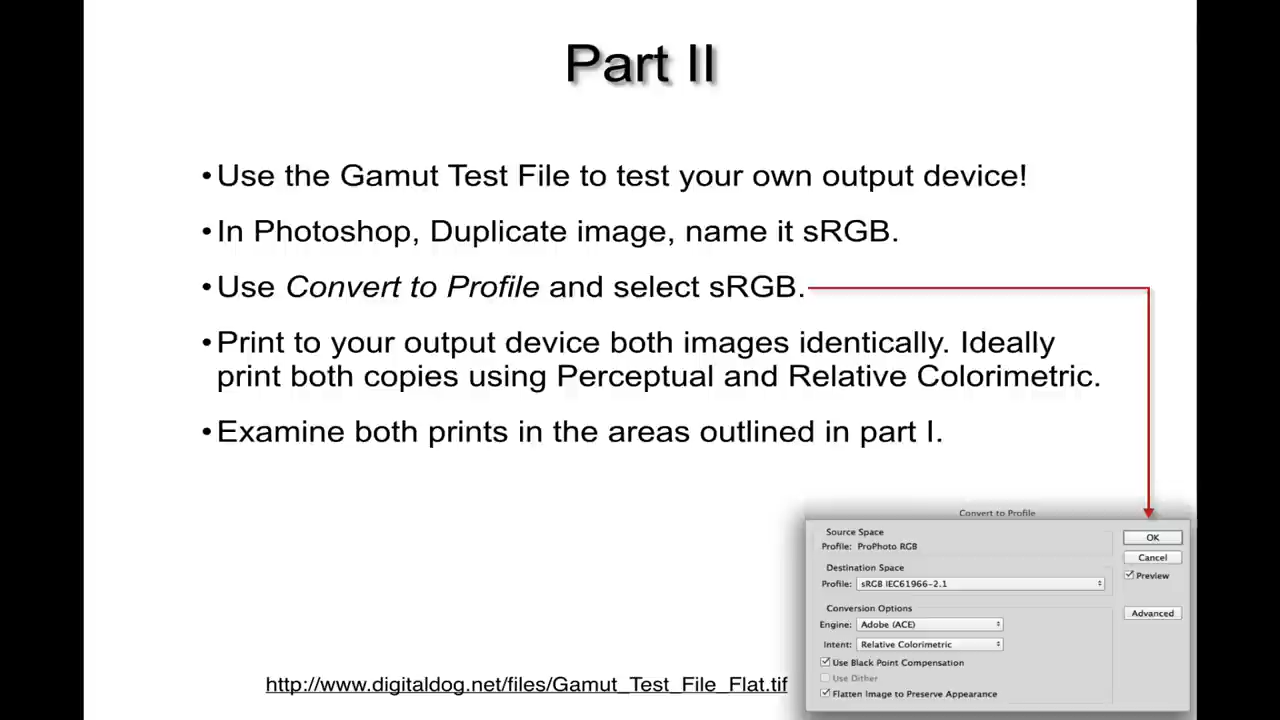 Part II
•Use the Gamut Test File to test your own output device!
•In Photoshop, Duplicate image, name it sRGB.
•Use Convert to Profile and select sRGB.
•Print to your output device both images identically. Ideally
print both copies using Perceptual and Relative Colorimetric.
•Examine both prints in the areas outlined in part I.
Convert to Profile
Source Space
Profile: ProPhoto RGB
Destination Space
Profile: sRGB IEC61966-2.1
Conversion Options
Engine: Adobe (ACE)
Intent: Relative Colorimetric
Use Black Point Compensation
Use Dither
Flatten Image to Preserve Appearance
OK
Cancel
Preview
Advanced
http://www.digitaldog.net/files/Gamut_Test_File_Flat.tif